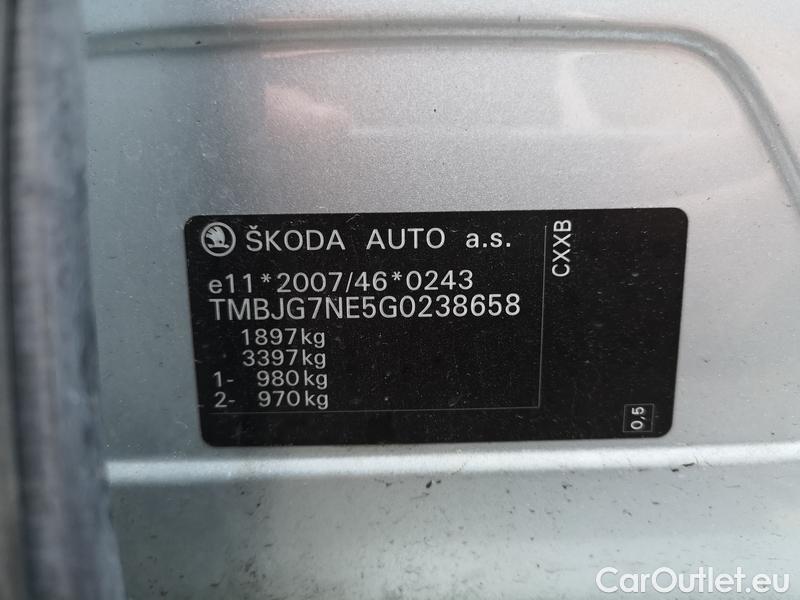 ŠKODA AUTO a.s.
e11*2007/46*0243
TMBJG7NE5G0238658
1897kg
3397kg
1- 980kg
2- 970kg
CXXB
0,5
CarOutlet.eu